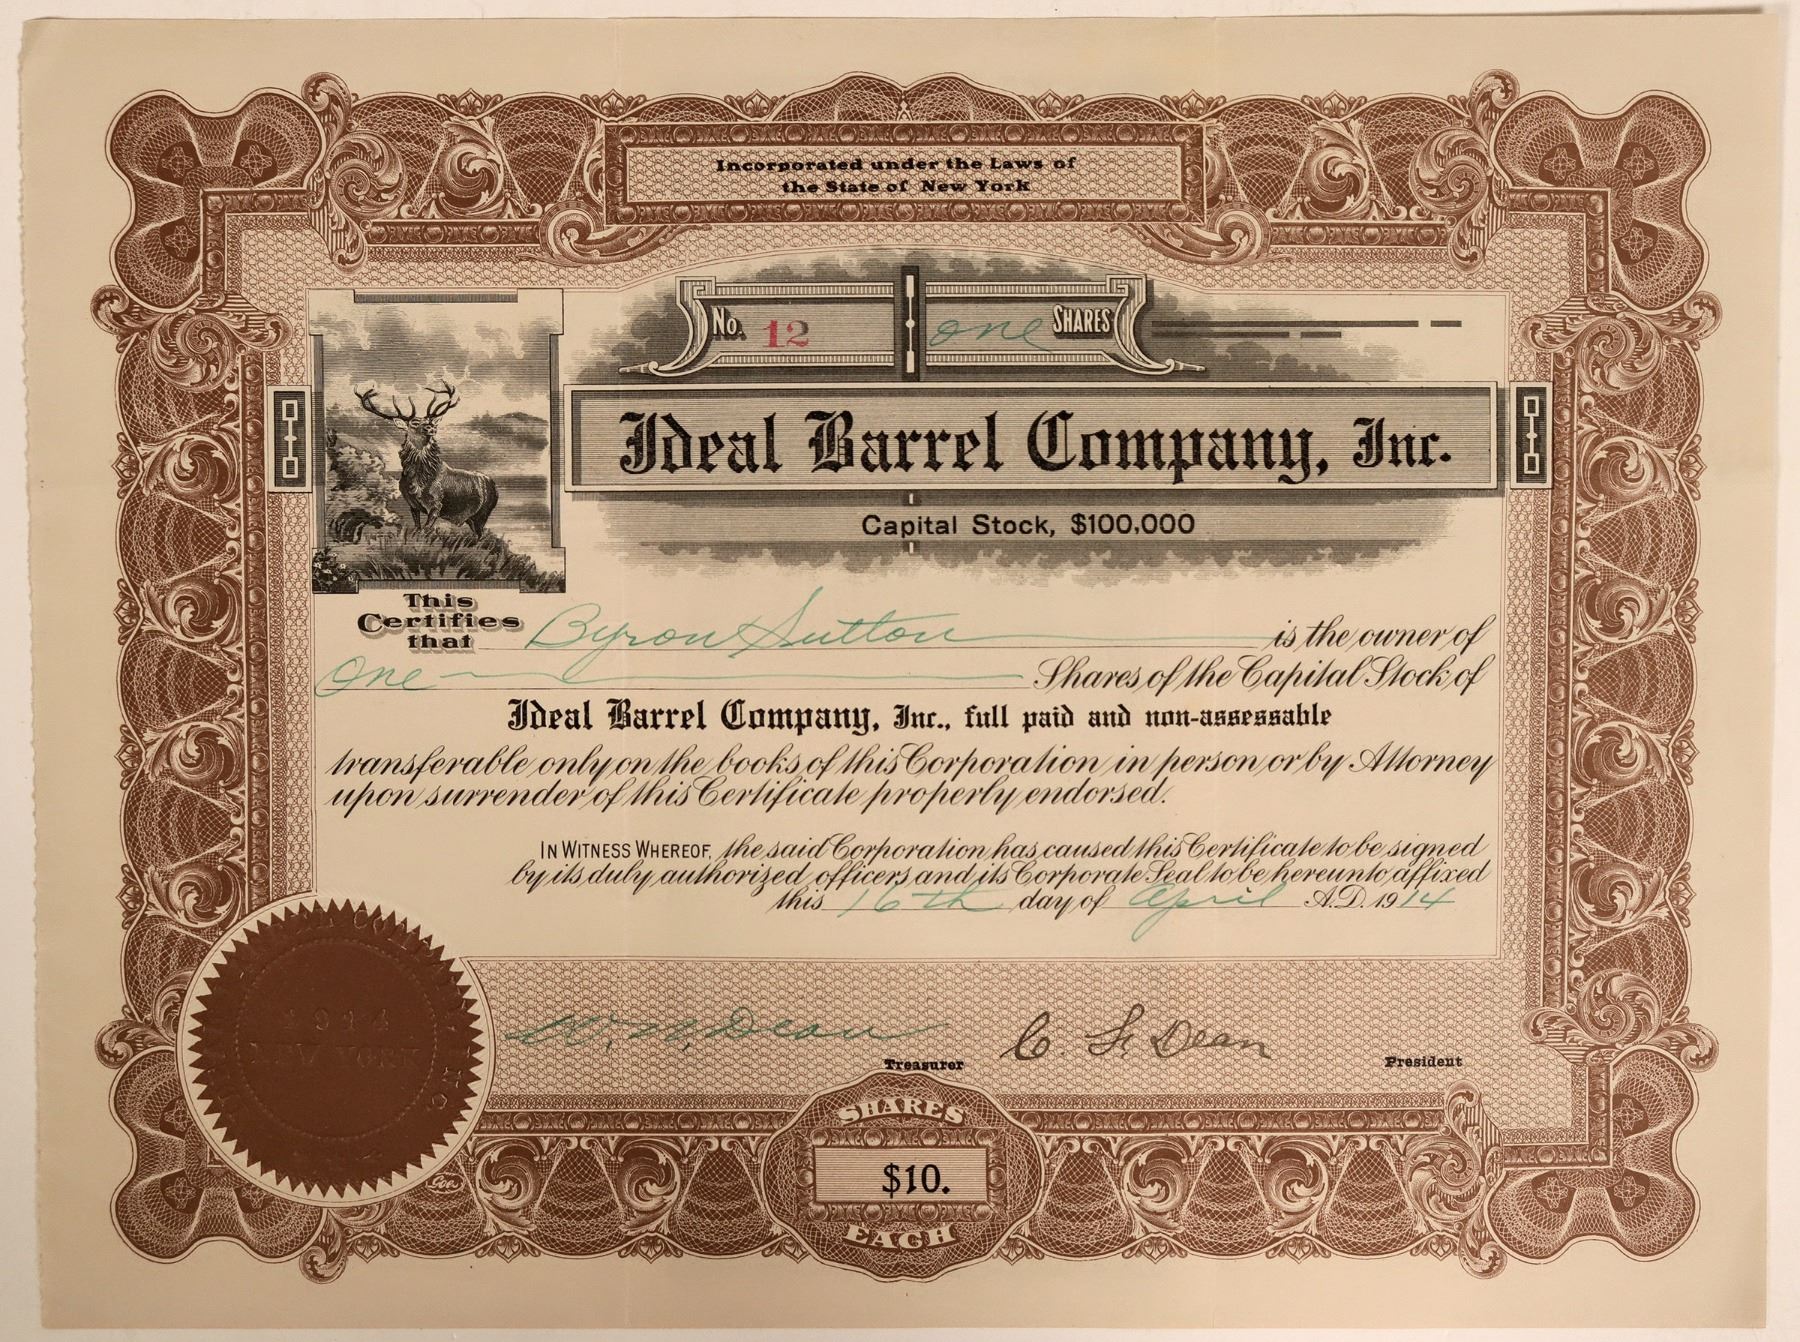 Incorporated under the Laws of
the State of New York
No. 12 one SHARES
Ideal Barrel Company, Inc.
Capital Stock, $100,000
This
Certifies
that Byron Sutton is the owner of
One Shares of the Capital Stock of
Ideal Barrel Company, Inc., full paid and non-assessable
transferable only on the books of this Corporation in person or by Attorney
upon surrender of this Certificate properly endorsed.
IN WITNESS WHEREOF, the said Corporation has caused this Certificate to be signed
by its duly authorized officers and its Corporate Seal to be hereunto affixed
this 16th day of April A.D. 1914
1914
NEW YORK
W. N. Dean
Treasurer
C. F. Dean
President
Goes
SHARES
$10.
EACH